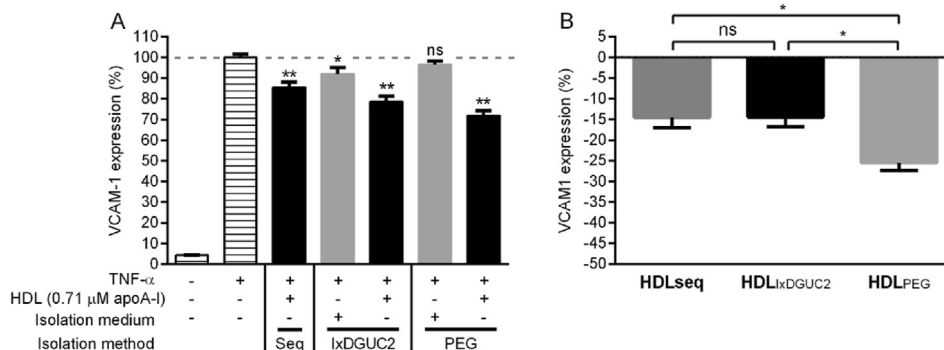 A
VCAM-1 expression (%)
110
100
90
80
70
60
50
40
30
20
10
0
** * ** ns **
TNF-α - + + + + + +
HDL (0.71 μM apoA-I) - - + - + - +
Isolation medium - - - + - + -
Isolation method Seq IxDGUC2 PEG
B
*
ns *
VCAM1 expression (%)
5
0
-5
-10
-15
-20
-25
-30
-35
-40
-45
-50
HDLseq HDLIxDGUC2 HDLPEG